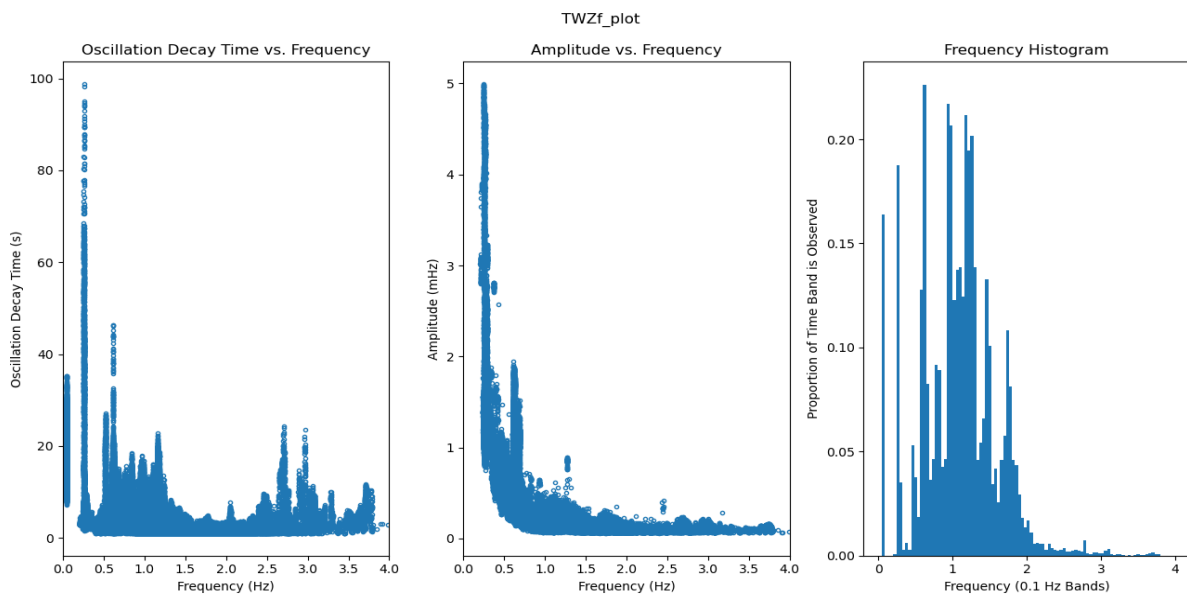 TWZf_plot
Oscillation Decay Time vs. Frequency
Oscillation Decay Time (s)
100
80
60
40
20
0
0.0 0.5 1.0 1.5 2.0 2.5 3.0 3.5 4.0
Frequency (Hz)
Amplitude vs. Frequency
Amplitude (mHz)
5
4
3
2
1
0
0.0 0.5 1.0 1.5 2.0 2.5 3.0 3.5 4.0
Frequency (Hz)
Frequency Histogram
Proportion of Time Band is Observed
0.20
0.15
0.10
0.05
0.00
0 1 2 3 4
Frequency (0.1 Hz Bands)